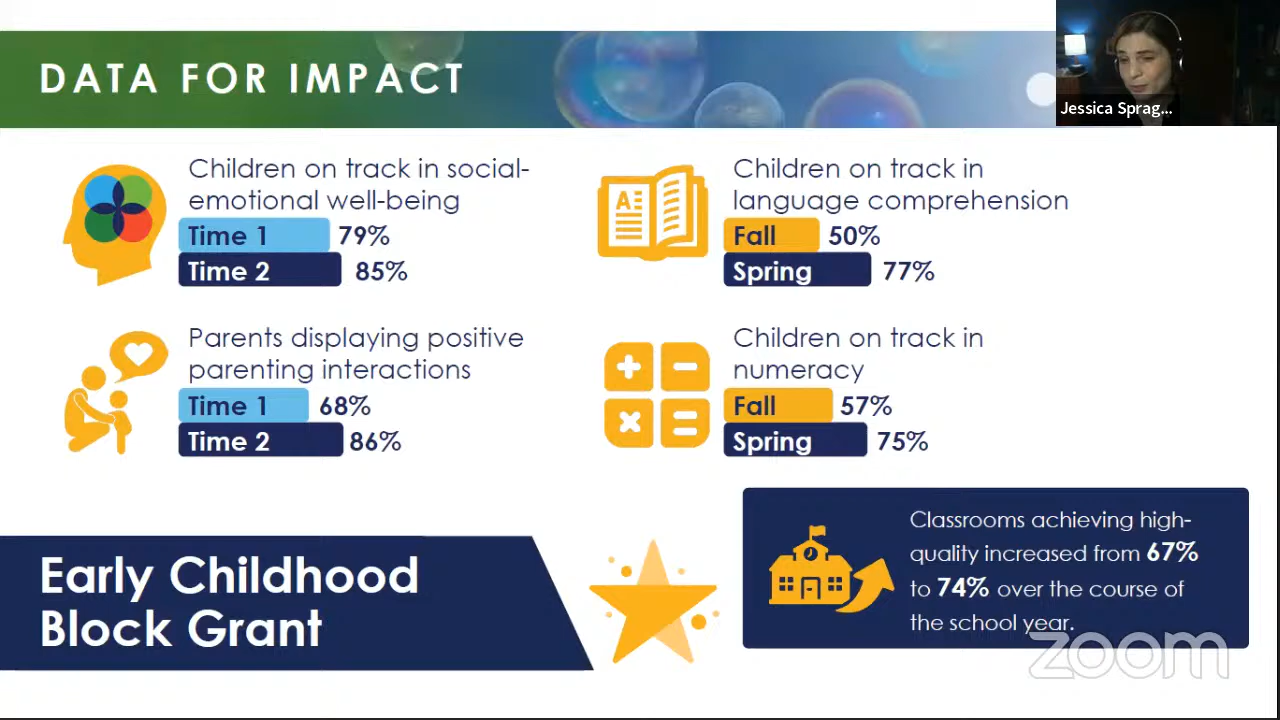 DATA FOR IMPACT
Jessica Sprag...
Children on track in social-
emotional well-being
Time 1 79%
Time 2 85%
Children on track in
language comprehension
A
Fall 50%
Spring 77%
Parents displaying positive
parenting interactions
Time 1 68%
Time 2 86%
Children on track in
numeracy
Fall 57%
Spring 75%
Early Childhood
Block Grant
Classrooms achieving high-
quality increased from 67%
to 74% over the course of
the school year.
zoom